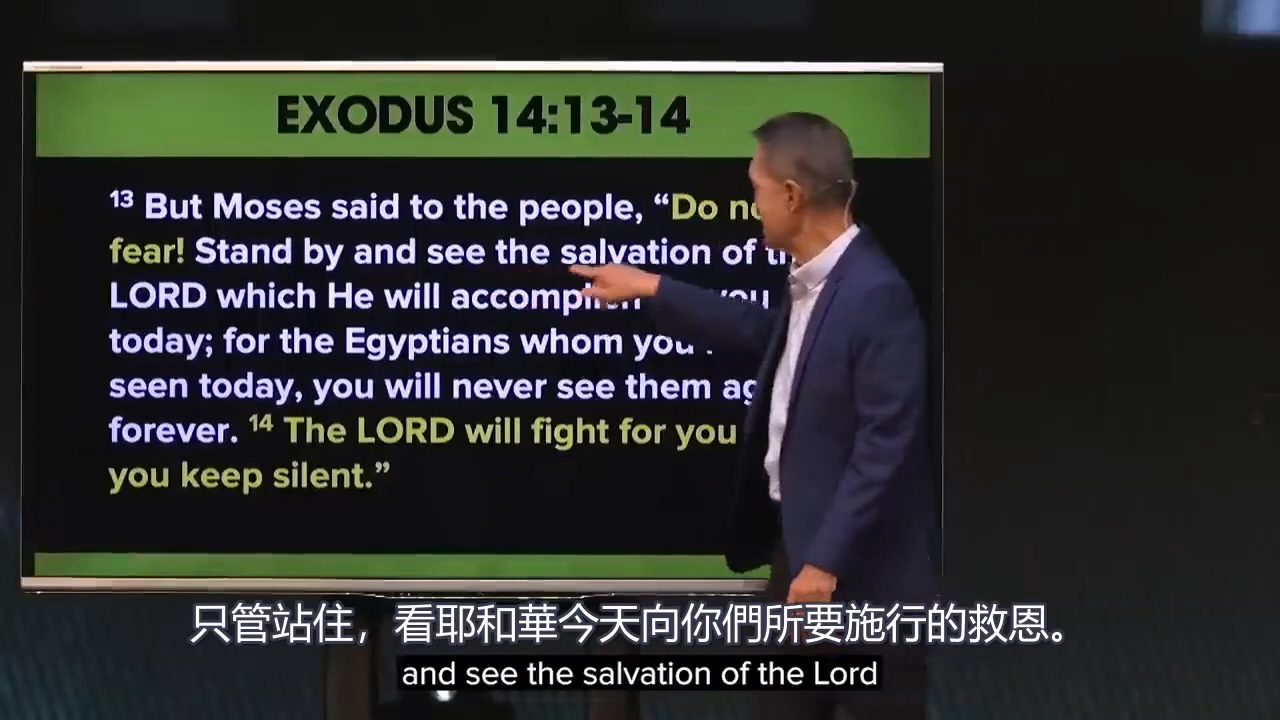 EXODUS 14:13-14
¹³ But Moses said to the people, “Do
fear! Stand by and see the salvation of
LORD which He will you
today; for the Egyptians whom you
seen today, you will never see them
forever. ¹⁴ The LORD will fight for you
you keep silent.”
只管站住，看耶和華今天向你們所要施行的救恩。
and see the salvation of the Lord